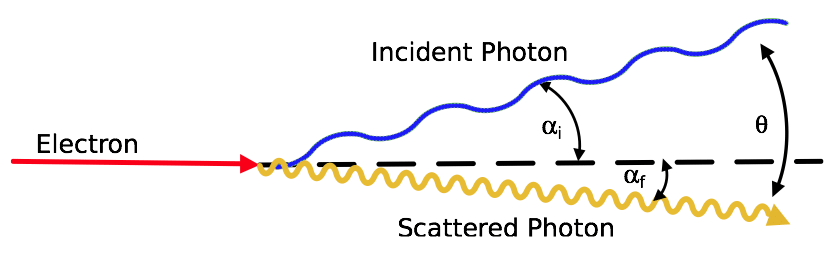 Incident Photon
Electron
αi
θ
αf
Scattered Photon